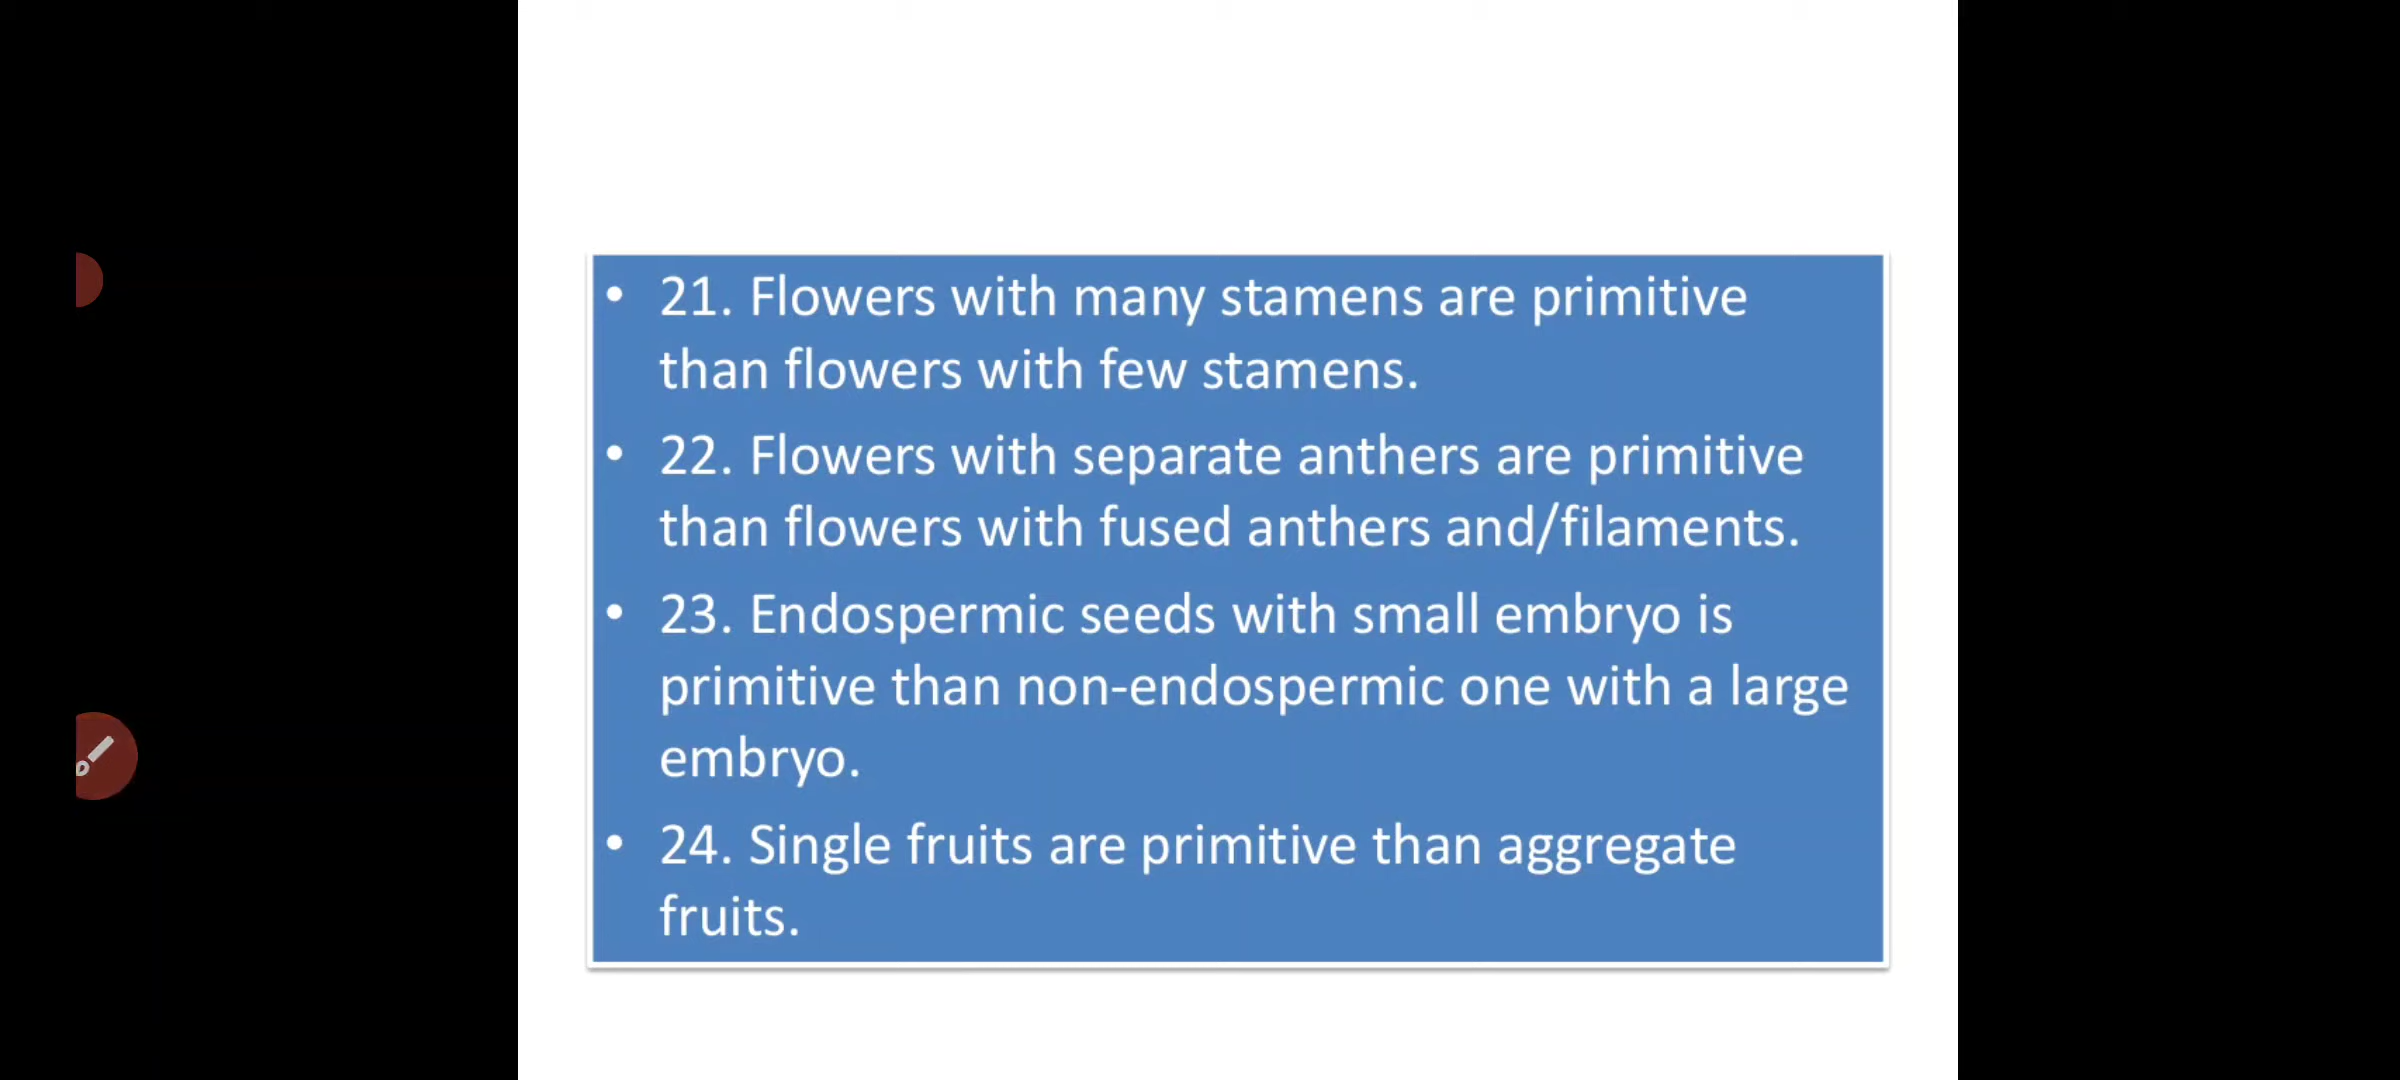 • 21. Flowers with many stamens are primitive
than flowers with few stamens.
• 22. Flowers with separate anthers are primitive
than flowers with fused anthers and/filaments.
• 23. Endospermic seeds with small embryo is
primitive than non-endospermic one with a large
embryo.
• 24. Single fruits are primitive than aggregate
fruits.